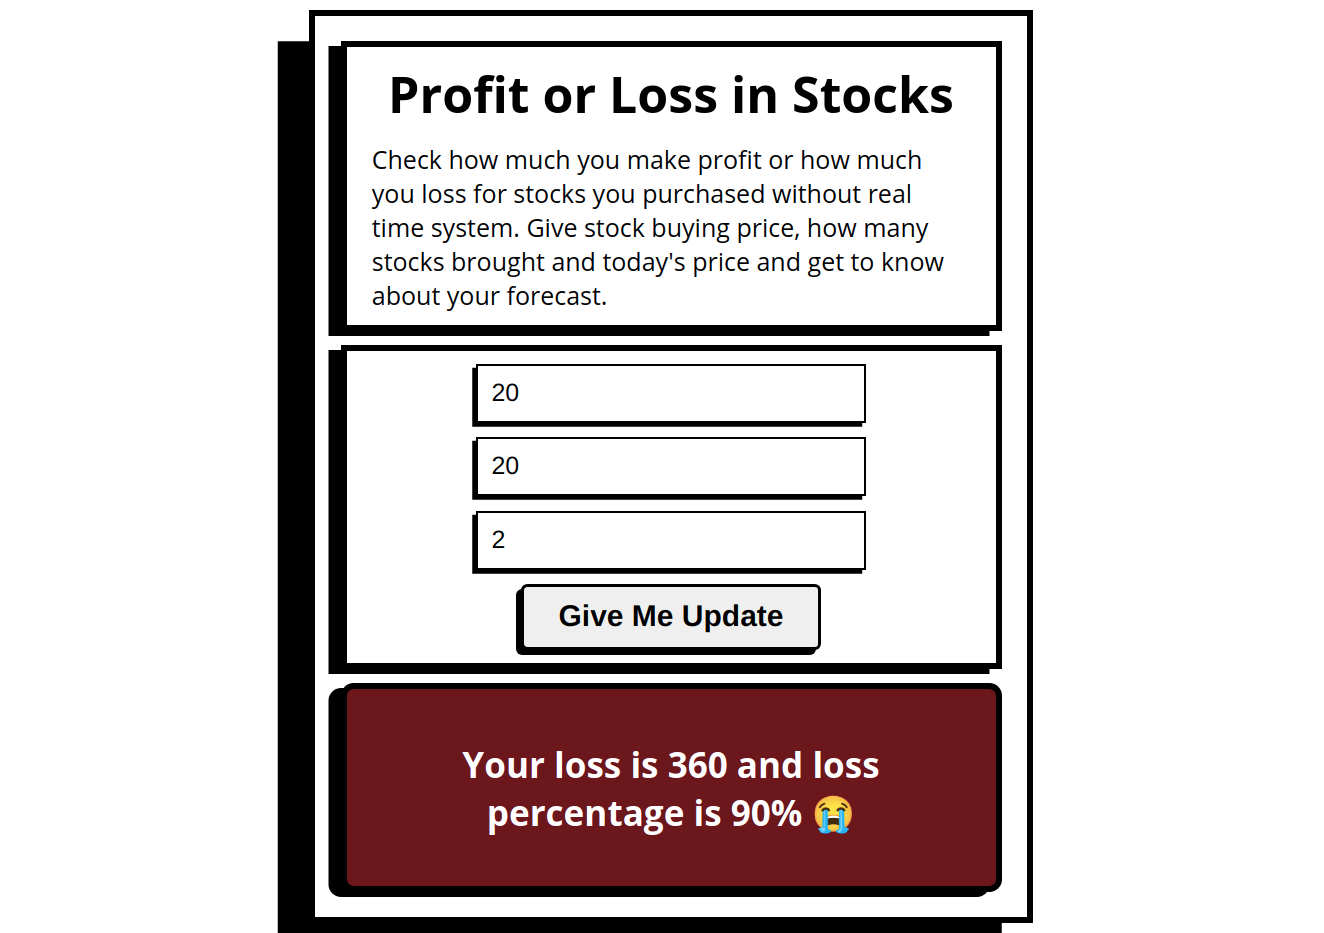 Profit or Loss in Stocks
Check how much you make profit or how much
you loss for stocks you purchased without real
time system. Give stock buying price, how many
stocks brought and today's price and get to know
about your forecast.
20
20
2
Give Me Update
Your loss is 360 and loss
percentage is 90% 😭